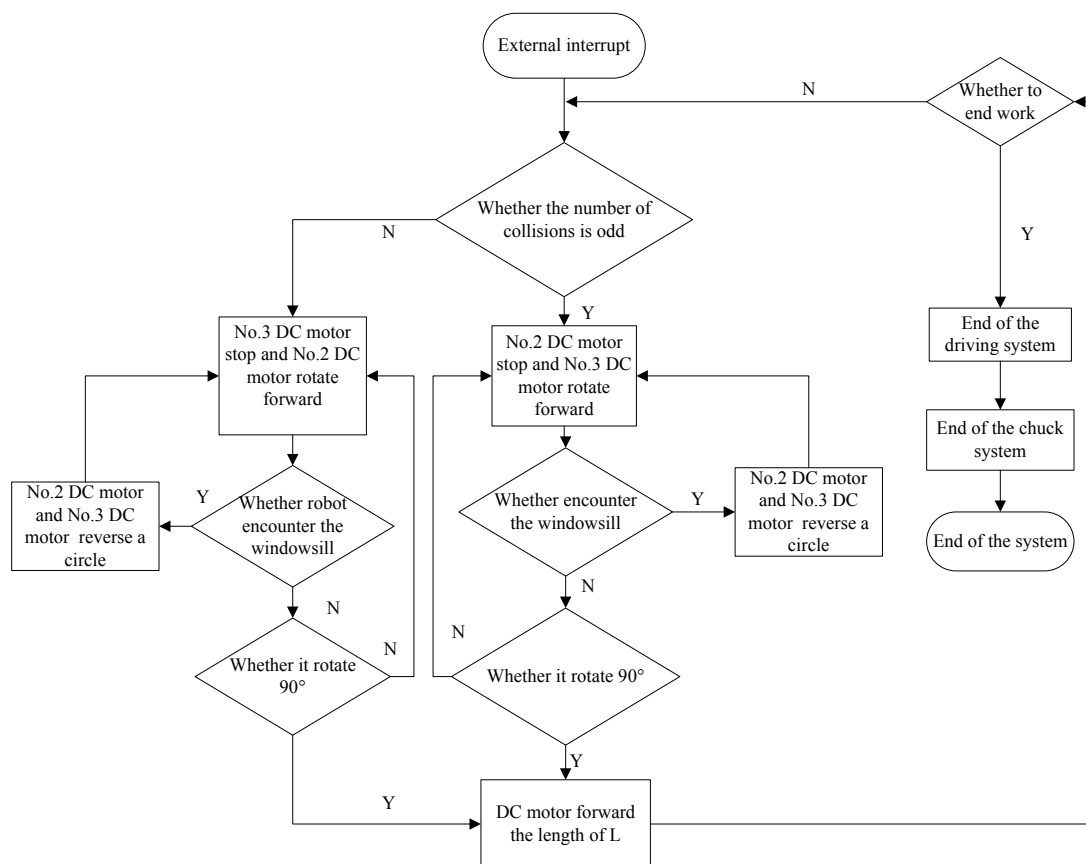 External interrupt
Whether to
end work
N
Y
Whether the number of
collisions is odd
N
Y
No.3 DC motor
stop and No.2 DC
motor rotate
forward
No.2 DC motor
stop and No.3 DC
motor rotate
forward
End of the
driving system
End of the chuck
system
End of the system
No.2 DC motor
and No.3 DC
motor reverse a
circle
Y
Whether robot
encounter the
windowsill
N
Whether encounter
the windowsill
Y
N
No.2 DC motor
and No.3 DC
motor reverse a
circle
Whether it rotate
90°
N
Y
Whether it rotate 90°
N
Y
DC motor forward
the length of L